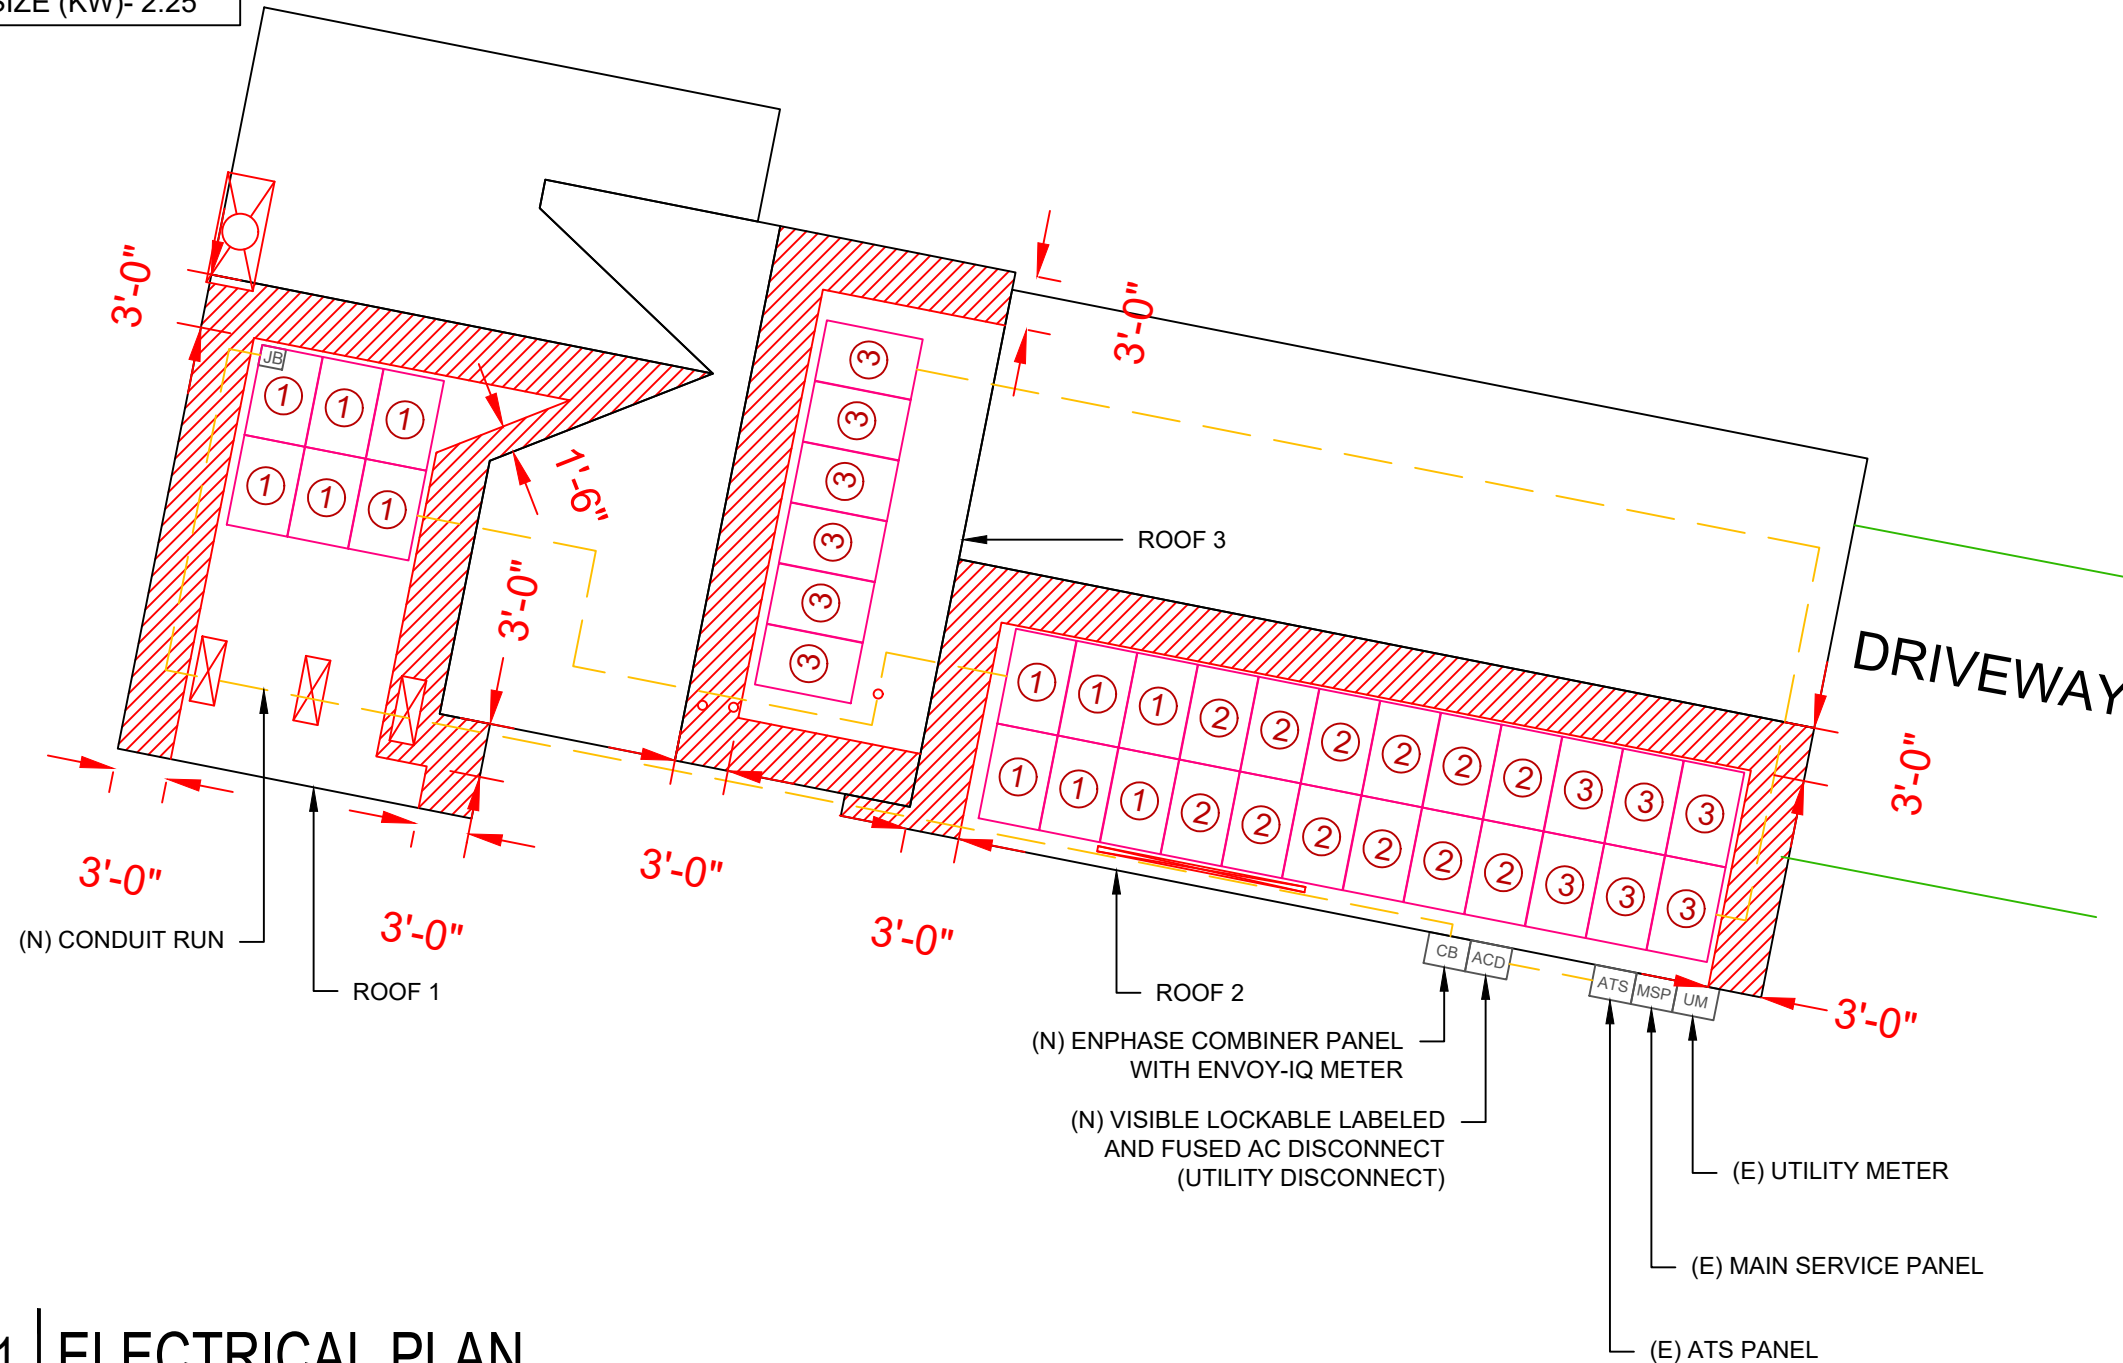 SIZE (KW)- 2.25
3'-0"
3'-0"
JB
1 1 1
1 1 1
1'-6"
3'-0"
3
3
3
3
3
3
ROOF 3
DRIVEWAY
1 1 1 2 2 2 2 2 2 3 3 3
1 1 1 2 2 2 2 2 2 3 3 3
3'-0"
3'-0"
3'-0"
3'-0"
3'-0"
3'-0"
(N) CONDUIT RUN
ROOF 1
ROOF 2
CB ACD
ATS MSP UM
(N) ENPHASE COMBINER PANEL
WITH ENVOY-IQ METER
(N) VISIBLE LOCKABLE LABELED
AND FUSED AC DISCONNECT
(UTILITY DISCONNECT)
(E) UTILITY METER
(E) MAIN SERVICE PANEL
(E) ATS PANEL
1 ELECTRICAL PLAN